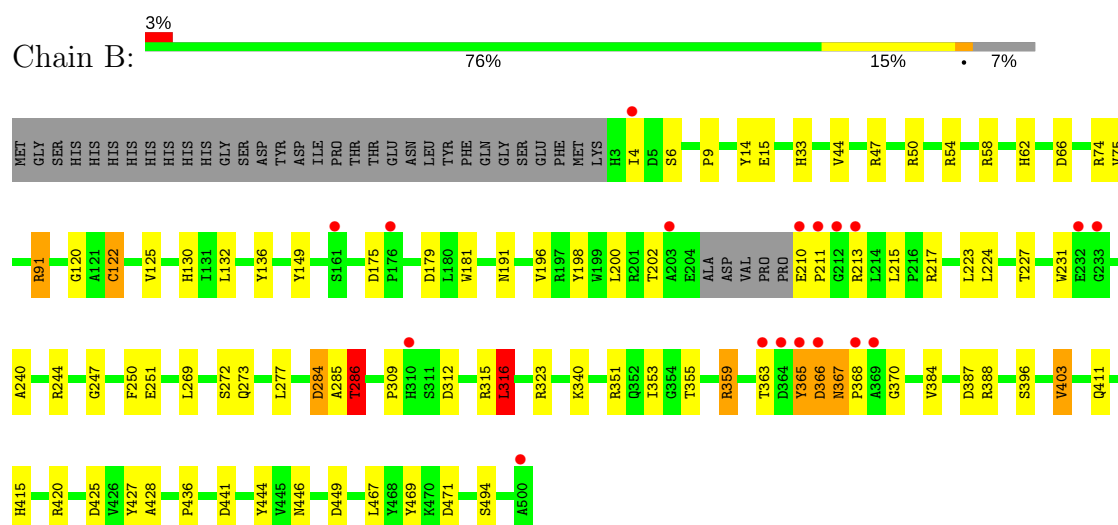 3%
Chain B:
76% 15% • 7%
MET GLY SER HIS HIS HIS HIS HIS HIS HIS HIS GLY SER ASP TYR ASP ILE PRO THR THR GLU ASN LEU TYR PHE GLN GLY SER GLU PHE MET LYS H3 I4 D5 S6 P9 Y14 E15 H33 V44 R47 R50 R54 R58 H62 D66 R74 V75
R91 G120 A121 C122 V125 H130 I131 L132 Y136 Y149 S161 D175 P176 D179 L180 W181 N191 V196 R197 Y198 W199 L200 R201 T202 A203 E204 ALA ASP VAL PRO PRO E210 P211 G212 R213 L214 L215 P216 R217 L223 L224 T227 W231 E232 G233
A240 R244 G247 F250 E251 L269 S272 Q273 L277 D284 A285 T286 P309 H310 S311 D312 R315 L316 R323 K340 R351 Q352 I353 G354 T355 R359 T363 D364 Y365 D366 N367 P368 A369 G370 V384 D387 R388 S396 V403 Q411
H415 R420 D425 V426 Y427 A428 P436 D441 Y444 V445 N446 D449 L467 Y468 Y469 K470 D471 S494 A500